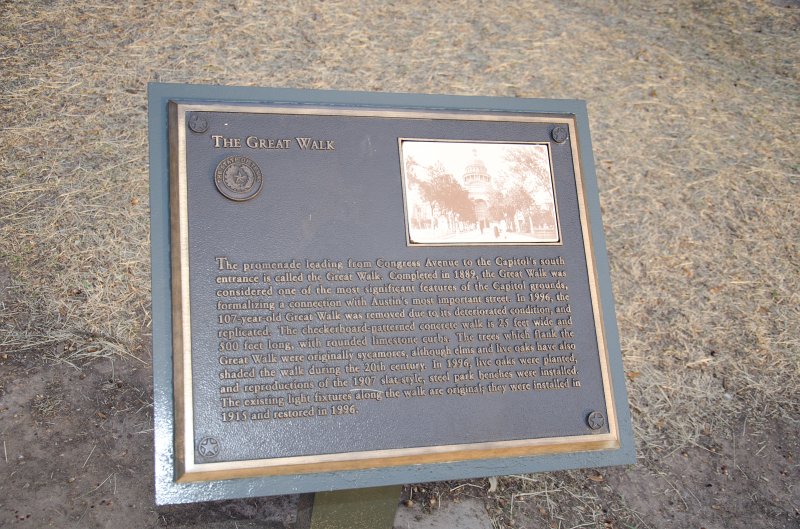 THE GREAT WALK
THE STATE OF TEXAS
The promenade leading from Congress Avenue to the Capitol's south
entrance is called the Great Walk. Completed in 1889, the Great Walk was
considered one of the most significant features of the Capitol grounds,
formalizing a connection with Austin's most important street. In 1996, the
107-year-old Great Walk was removed due to its deteriorated condition, and
replicated. The checkerboard-patterned concrete walk is 25 feet wide and
500 feet long, with rounded limestone curbs. The trees which flank the
Great Walk were originally sycamores, although elms and live oaks have also
shaded the walk during the 20th century. In 1996, live oaks were planted,
and reproductions of the 1907 slat-style, steel park benches were installed.
The existing light fixtures along the walk are original; they were installed in
1915 and restored in 1996.